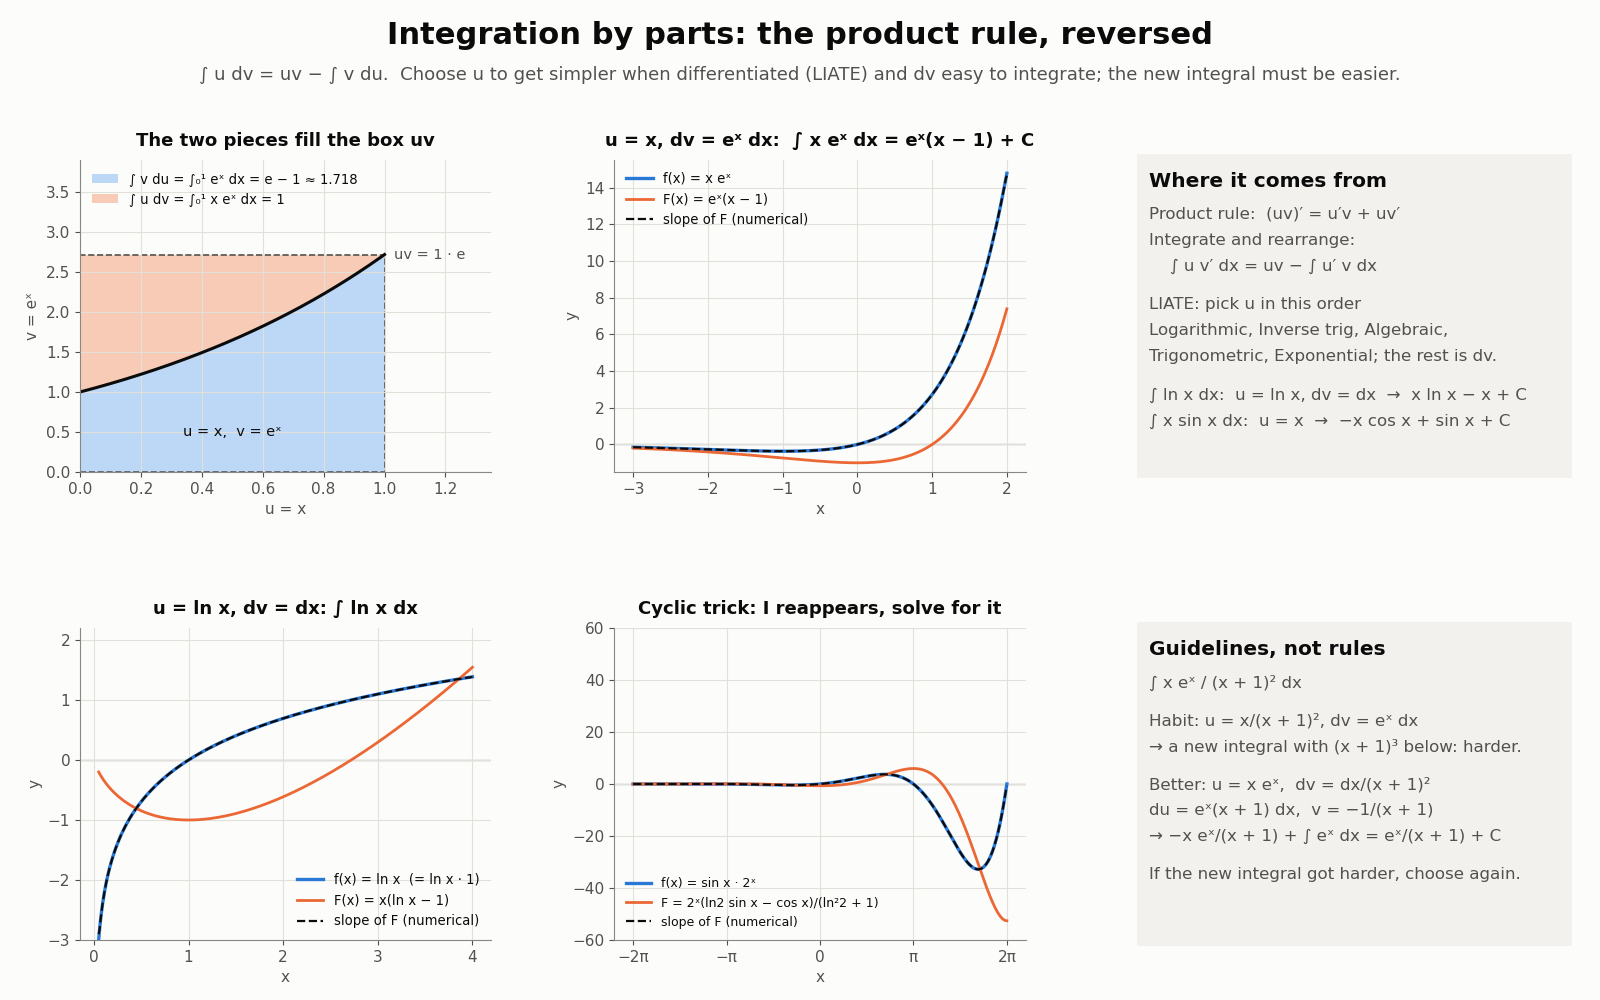 Integration by parts: the product rule, reversed
∫ u dv = uv − ∫ v du.  Choose u to get simpler when differentiated (LIATE) and dv easy to integrate; the new integral must be easier.
The two pieces fill the box uv
∫ v du = ∫₀¹ eˣ dx = e − 1 ≈ 1.718
∫ u dv = ∫₀¹ x eˣ dx = 1
uv = 1 · e
u = x,  v = eˣ
v = eˣ
3.5
3.0
2.5
2.0
1.5
1.0
0.5
0.0
0.0 0.2 0.4 0.6 0.8 1.0 1.2
u = x
u = x, dv = eˣ dx:  ∫ x eˣ dx = eˣ(x − 1) + C
f(x) = x eˣ
F(x) = eˣ(x − 1)
slope of F (numerical)
y
14
12
10
8
6
4
2
0
−3 −2 −1 0 1 2
x
Where it comes from
Product rule:  (uv)′ = u′v + uv′
Integrate and rearrange:
∫ u v′ dx = uv − ∫ u′ v dx
LIATE: pick u in this order
Logarithmic, Inverse trig, Algebraic,
Trigonometric, Exponential; the rest is dv.
∫ ln x dx:  u = ln x, dv = dx  →  x ln x − x + C
∫ x sin x dx:  u = x  →  −x cos x + sin x + C
u = ln x, dv = dx: ∫ ln x dx
y
2
1
0
−1
−2
−3
f(x) = ln x  (= ln x · 1)
F(x) = x(ln x − 1)
slope of F (numerical)
0 1 2 3 4
x
Cyclic trick: I reappears, solve for it
y
60
40
20
0
−20
−40
−60
f(x) = sin x · 2ˣ
F = 2ˣ(ln2 sin x − cos x)/(ln²2 + 1)
slope of F (numerical)
−2π −π 0 π 2π
x
Guidelines, not rules
∫ x eˣ / (x + 1)² dx
Habit: u = x/(x + 1)², dv = eˣ dx
→ a new integral with (x + 1)³ below: harder.
Better: u = x eˣ,  dv = dx/(x + 1)²
du = eˣ(x + 1) dx,  v = −1/(x + 1)
→ −x eˣ/(x + 1) + ∫ eˣ dx = eˣ/(x + 1) + C
If the new integral got harder, choose again.